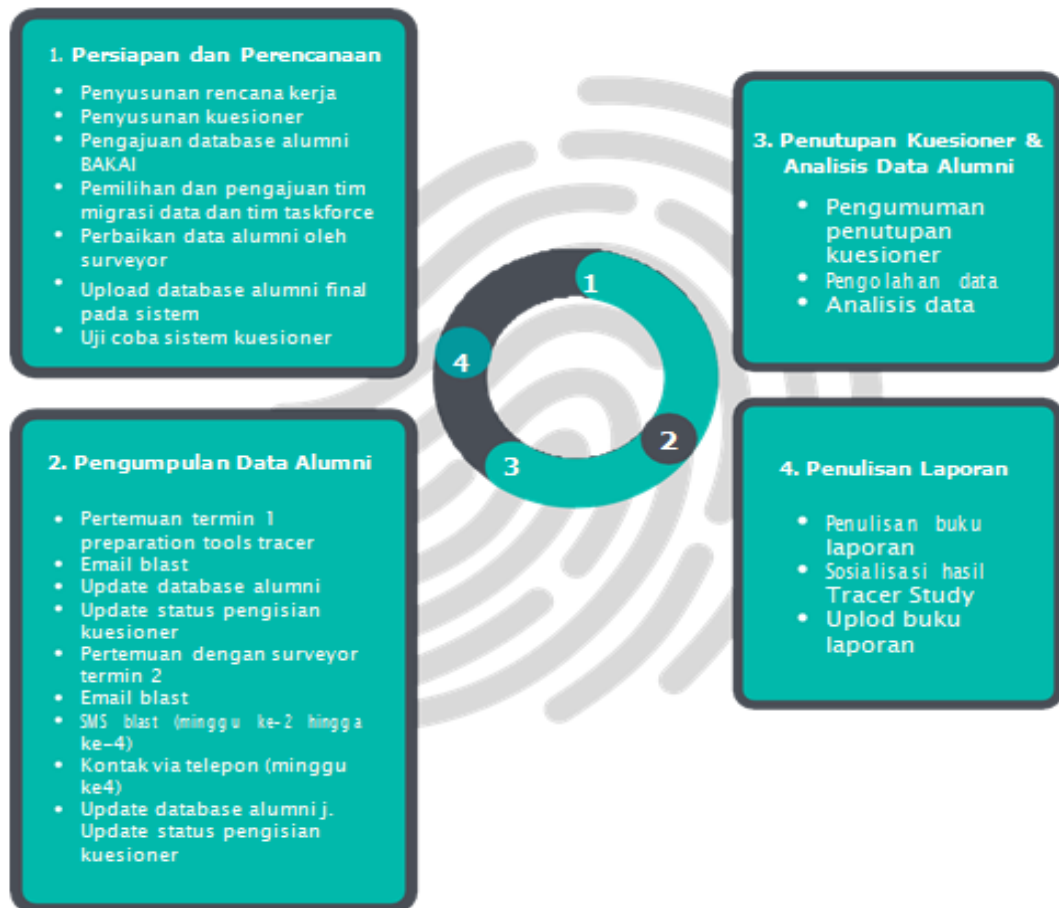 1. Persiapan dan Perencanaan
• Penyusunan rencana kerja
• Penyusunan kuesioner
• Pengajuan database alumni
BAKAI
• Pemilihan dan pengajuan tim
migrasi data dan tim taskforce
• Perbaikan data alumni oleh
surveyor
• Upload database alumni final
pada sistem
• Uji coba sistem kuesioner
2. Pengumpulan Data Alumni
• Pertemuan termin 1
preparation tools tracer
• Email blast
• Update database alumni
• Update status pengisian
kuesioner
• Pertemuan dengan surveyor
termin 2
• Email blast
• SMS blast (minggu ke-2 hingga
ke-4)
• Kontak via telepon (minggu
ke4)
• Update database alumni j.
Update status pengisian
kuesioner
1
2
3
4
3. Penutupan Kuesioner &
Analisis Data Alumni
• Pengumuman
penutupan
kuesioner
• Pengolahan data
• Analisis data
4. Penulisan Laporan
• Penulisan buku
laporan
• Sosialisasi hasil
Tracer Study
• Uplod buku
laporan